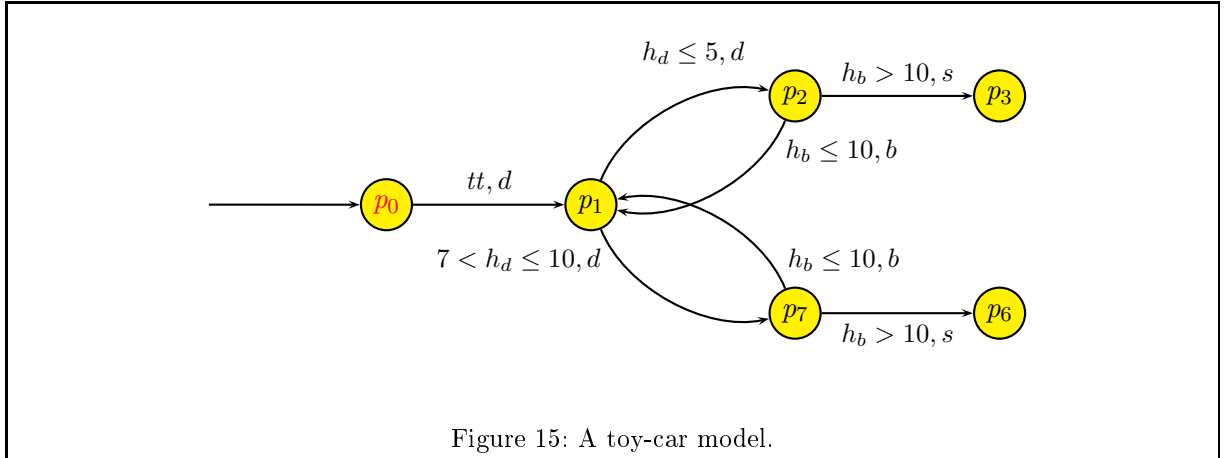 h_d ≤ 5, d
h_b > 10, s
p_2
p_3
h_b ≤ 10, b
tt, d
p_0
p_1
7 < h_d ≤ 10, d
h_b ≤ 10, b
p_7
p_6
h_b > 10, s
Figure 15: A toy-car model.